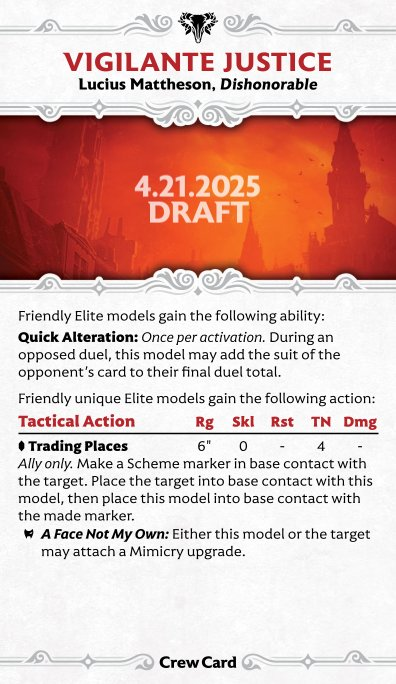 VIGILANTE JUSTICE
Lucius Mattheson, Dishonorable
4.21.2025
DRAFT
Friendly Elite models gain the following ability:
Quick Alteration: Once per activation. During an
opposed duel, this model may add the suit of the
opponent's card to their final duel total.
Friendly unique Elite models gain the following action:
Tactical Action Rg Skl Rst TN Dmg
Trading Places 6" 0 - 4 -
Ally only. Make a Scheme marker in base contact with
the target. Place the target into base contact with this
model, then place this model into base contact with
the made marker.
A Face Not My Own: Either this model or the target
may attach a Mimicry upgrade.
Crew Card